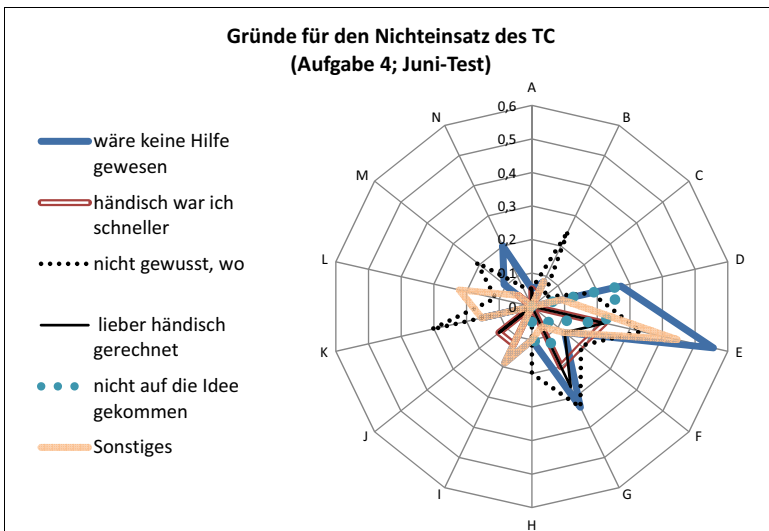 Gründe für den Nichteinsatz des TC
(Aufgabe 4; Juni-Test)
wäre keine Hilfe
gewesen
händisch war ich
schneller
nicht gewusst, wo
lieber händisch
gerechnet
nicht auf die Idee
gekommen
Sonstiges
A
B
C
D
E
F
G
H
I
J
K
L
M
N
0,6
0,5
0,4
0,3
0,2
0,1
0